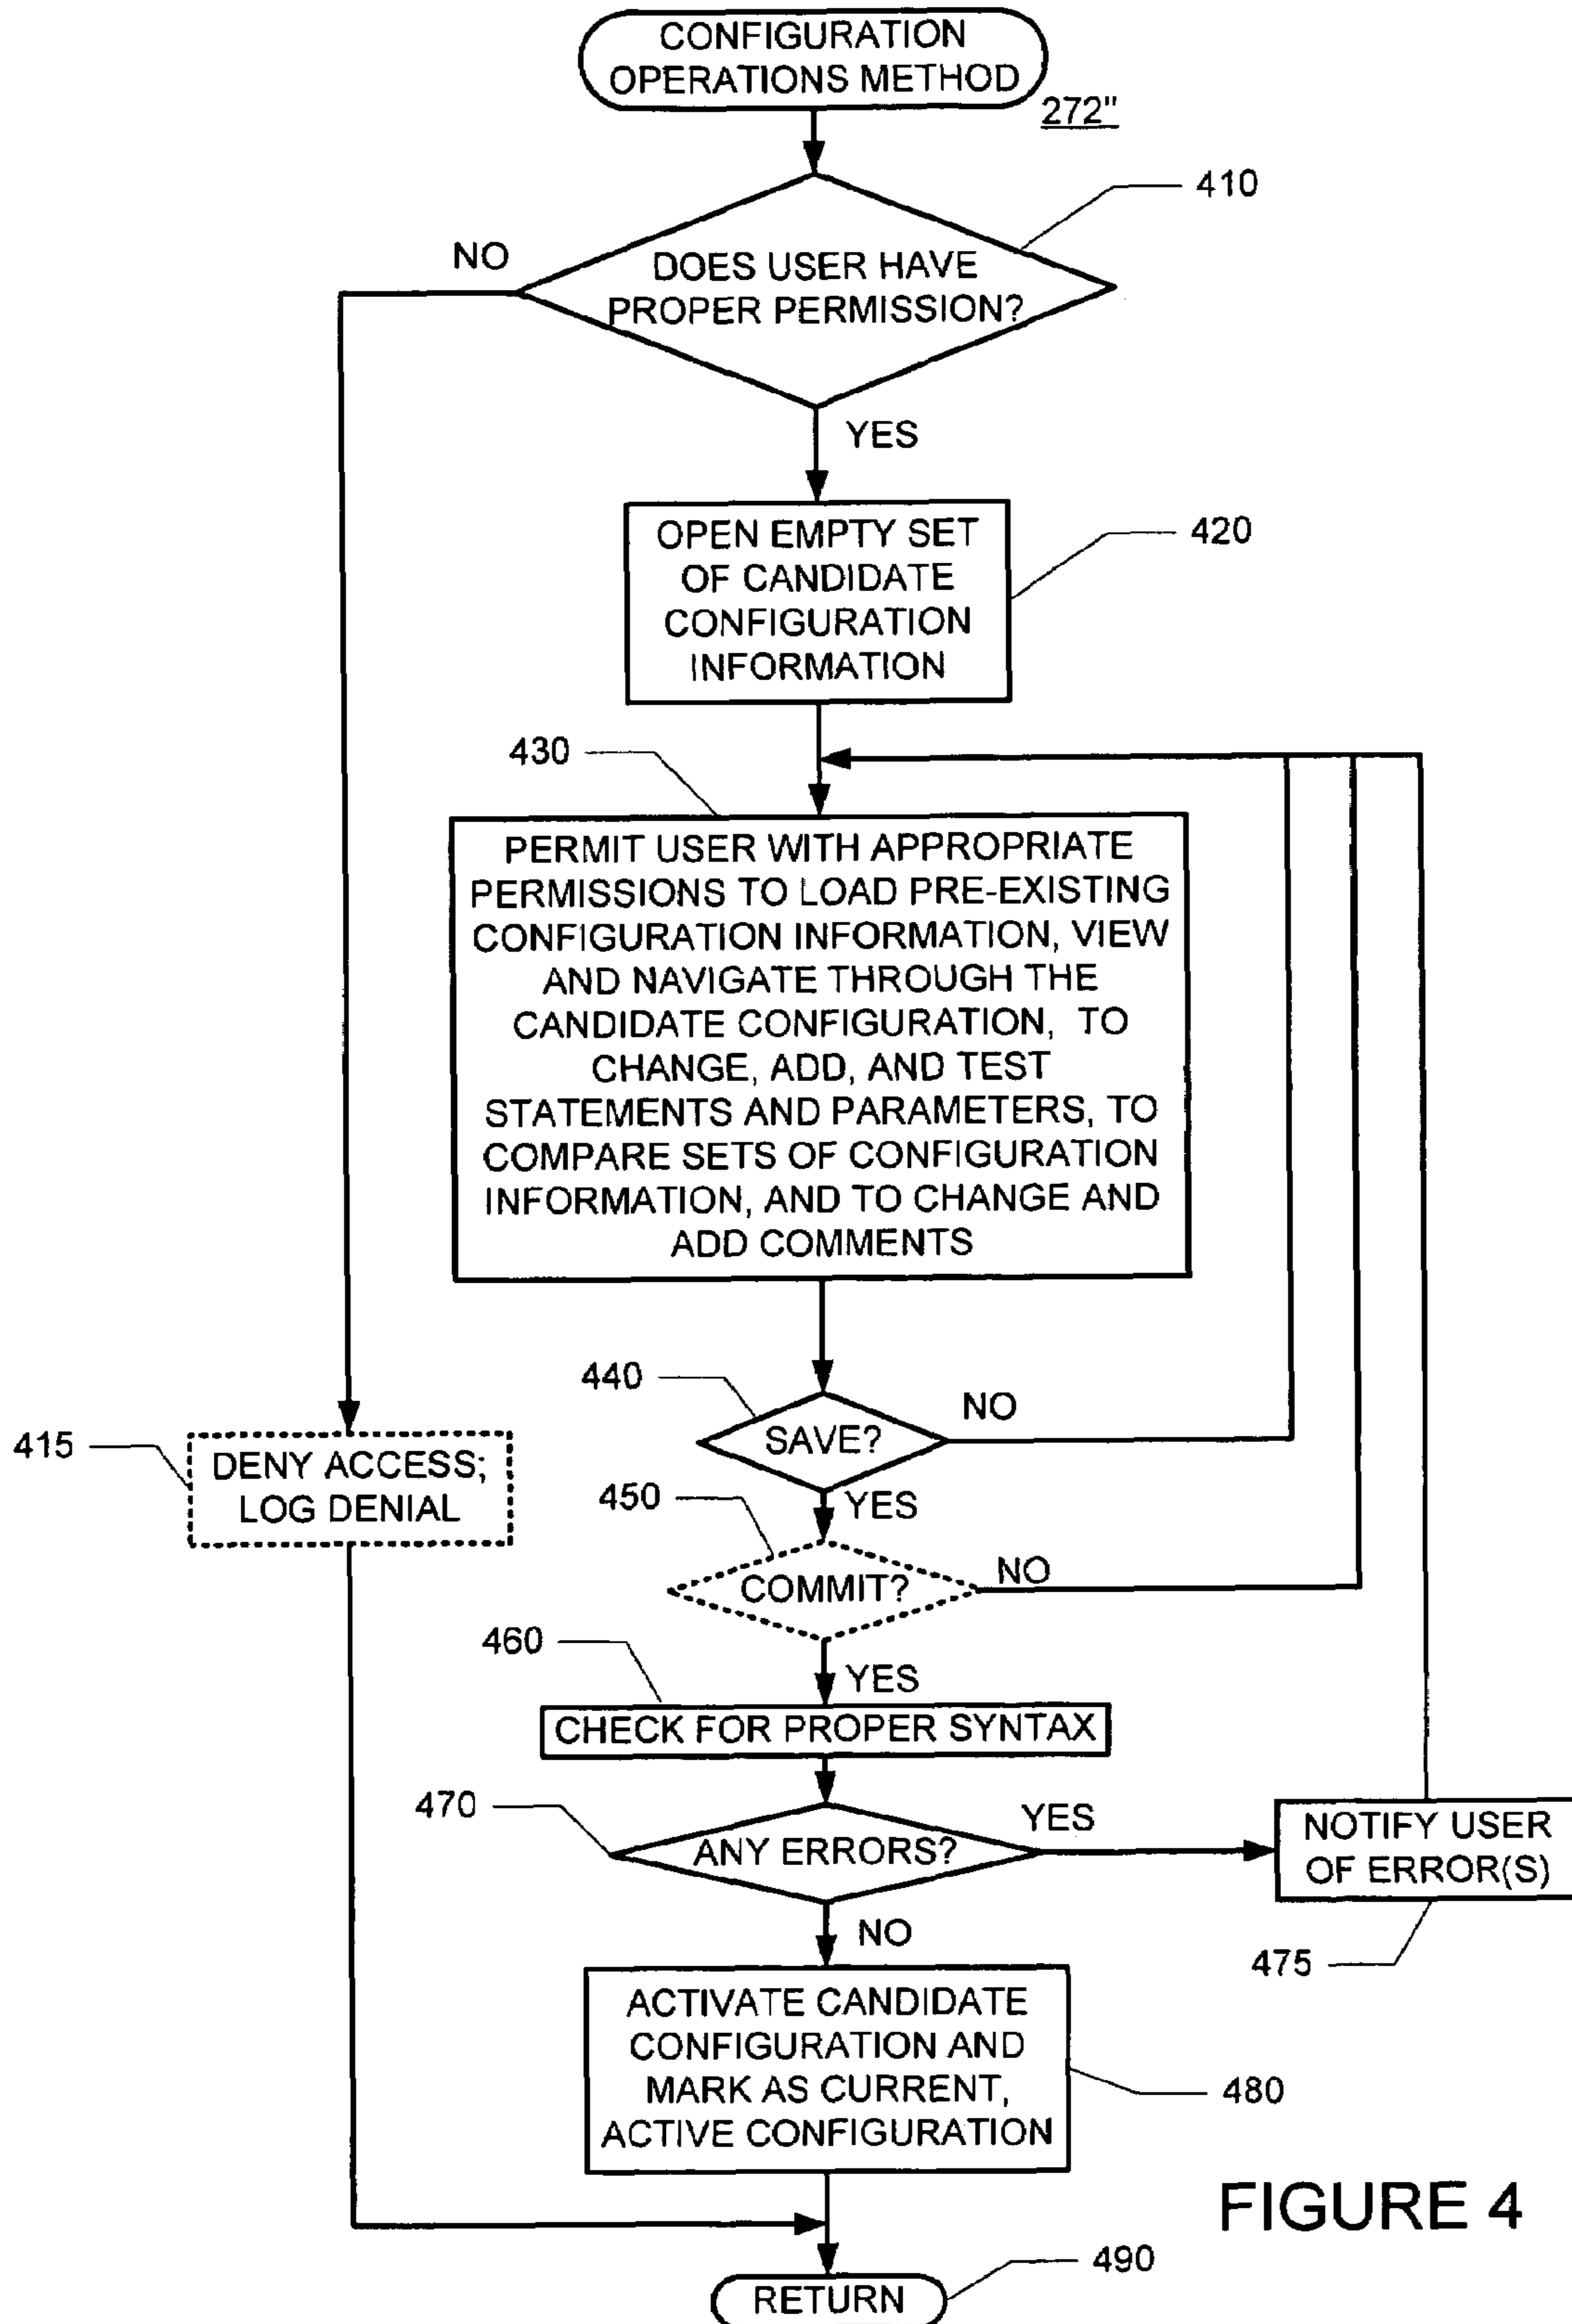 CONFIGURATION
OPERATIONS METHOD
272"
410
NO
DOES USER HAVE
PROPER PERMISSION?
YES
OPEN EMPTY SET
OF CANDIDATE
CONFIGURATION
INFORMATION
420
430
PERMIT USER WITH APPROPRIATE
PERMISSIONS TO LOAD PRE-EXISTING
CONFIGURATION INFORMATION, VIEW
AND NAVIGATE THROUGH THE
CANDIDATE CONFIGURATION, TO
CHANGE, ADD, AND TEST
STATEMENTS AND PARAMETERS, TO
COMPARE SETS OF CONFIGURATION
INFORMATION, AND TO CHANGE AND
ADD COMMENTS
440
SAVE?
NO
415
DENY ACCESS;
LOG DENIAL
YES
450
COMMIT?
NO
YES
460
CHECK FOR PROPER SYNTAX
470
ANY ERRORS?
YES
NOTIFY USER
OF ERROR(S)
475
NO
ACTIVATE CANDIDATE
CONFIGURATION AND
MARK AS CURRENT,
ACTIVE CONFIGURATION
480
FIGURE 4
490
RETURN